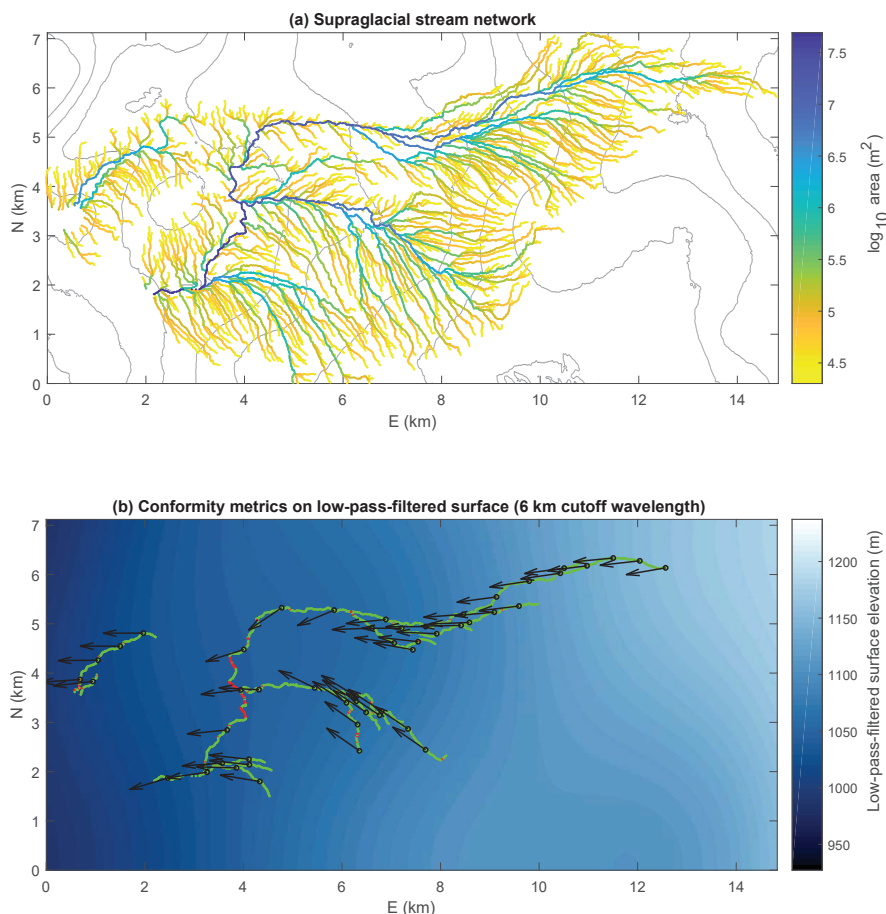 (a) Supraglacial stream network
7
6
5
4
3
2
1
0
N (km)
0 2 4 6 8 10 12 14
E (km)
7.5
7
6.5
6
5.5
5
4.5
log10 area (m2)
(b) Conformity metrics on low-pass-filtered surface (6 km cutoff wavelength)
7
6
5
4
3
2
1
0
N (km)
0 2 4 6 8 10 12 14
E (km)
1200
1150
1100
1050
1000
950
Low-pass-filtered surface elevation (m)